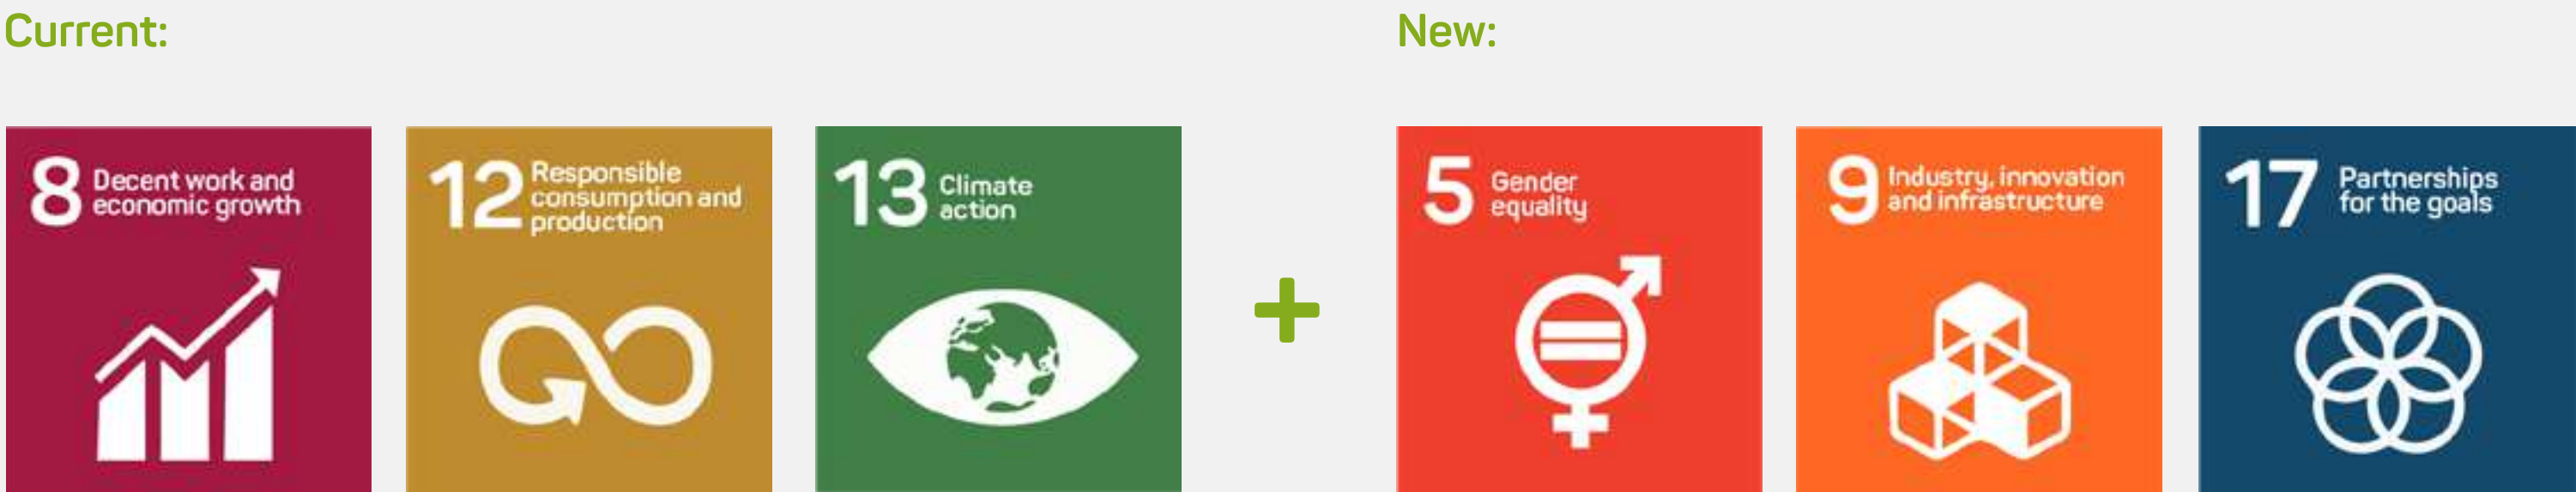 Current:
New:
8 Decent work and
economic growth
12 Responsible
consumption and
production
13 Climate
action
+
5 Gender
equality
9 Industry, innovation
and infrastructure
17 Partnerships
for the goals